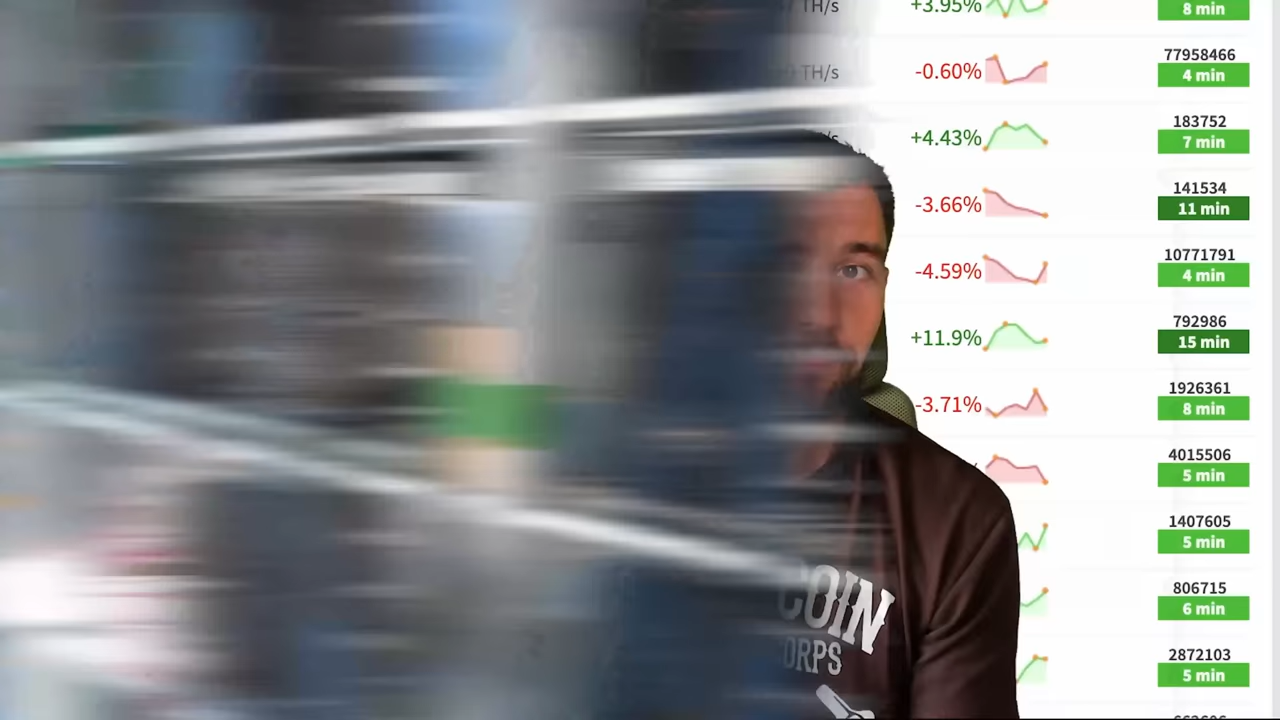 TH/s
+3.95%
8 min
77958466
TH/s
-0.60%
4 min
183752
+4.43%
7 min
141534
-3.66%
11 min
10771791
-4.59%
4 min
792986
+11.9%
15 min
1926361
-3.71%
8 min
4015506
5 min
1407605
5 min
COIN
806715
6 min
ORPS
2872103
5 min